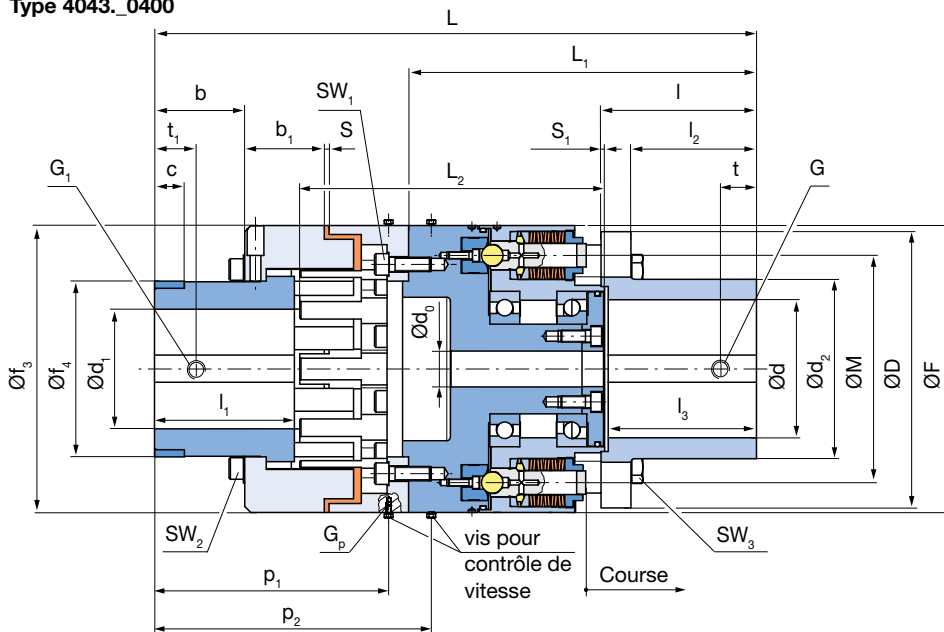 Type 4043._0400
L
L₁
b
SW₁
l
t₁
b₁
S
S₁
l₂
G₁
c
L₂
t
G
Øf₃
Øf₄
Ød₁
Ød₀
Ød
Ød₂
ØM
ØD
ØF
l₁
l₃
SW₂
Gₚ
vis pour
contrôle de
vitesse
SW₃
Course
p₁
p₂